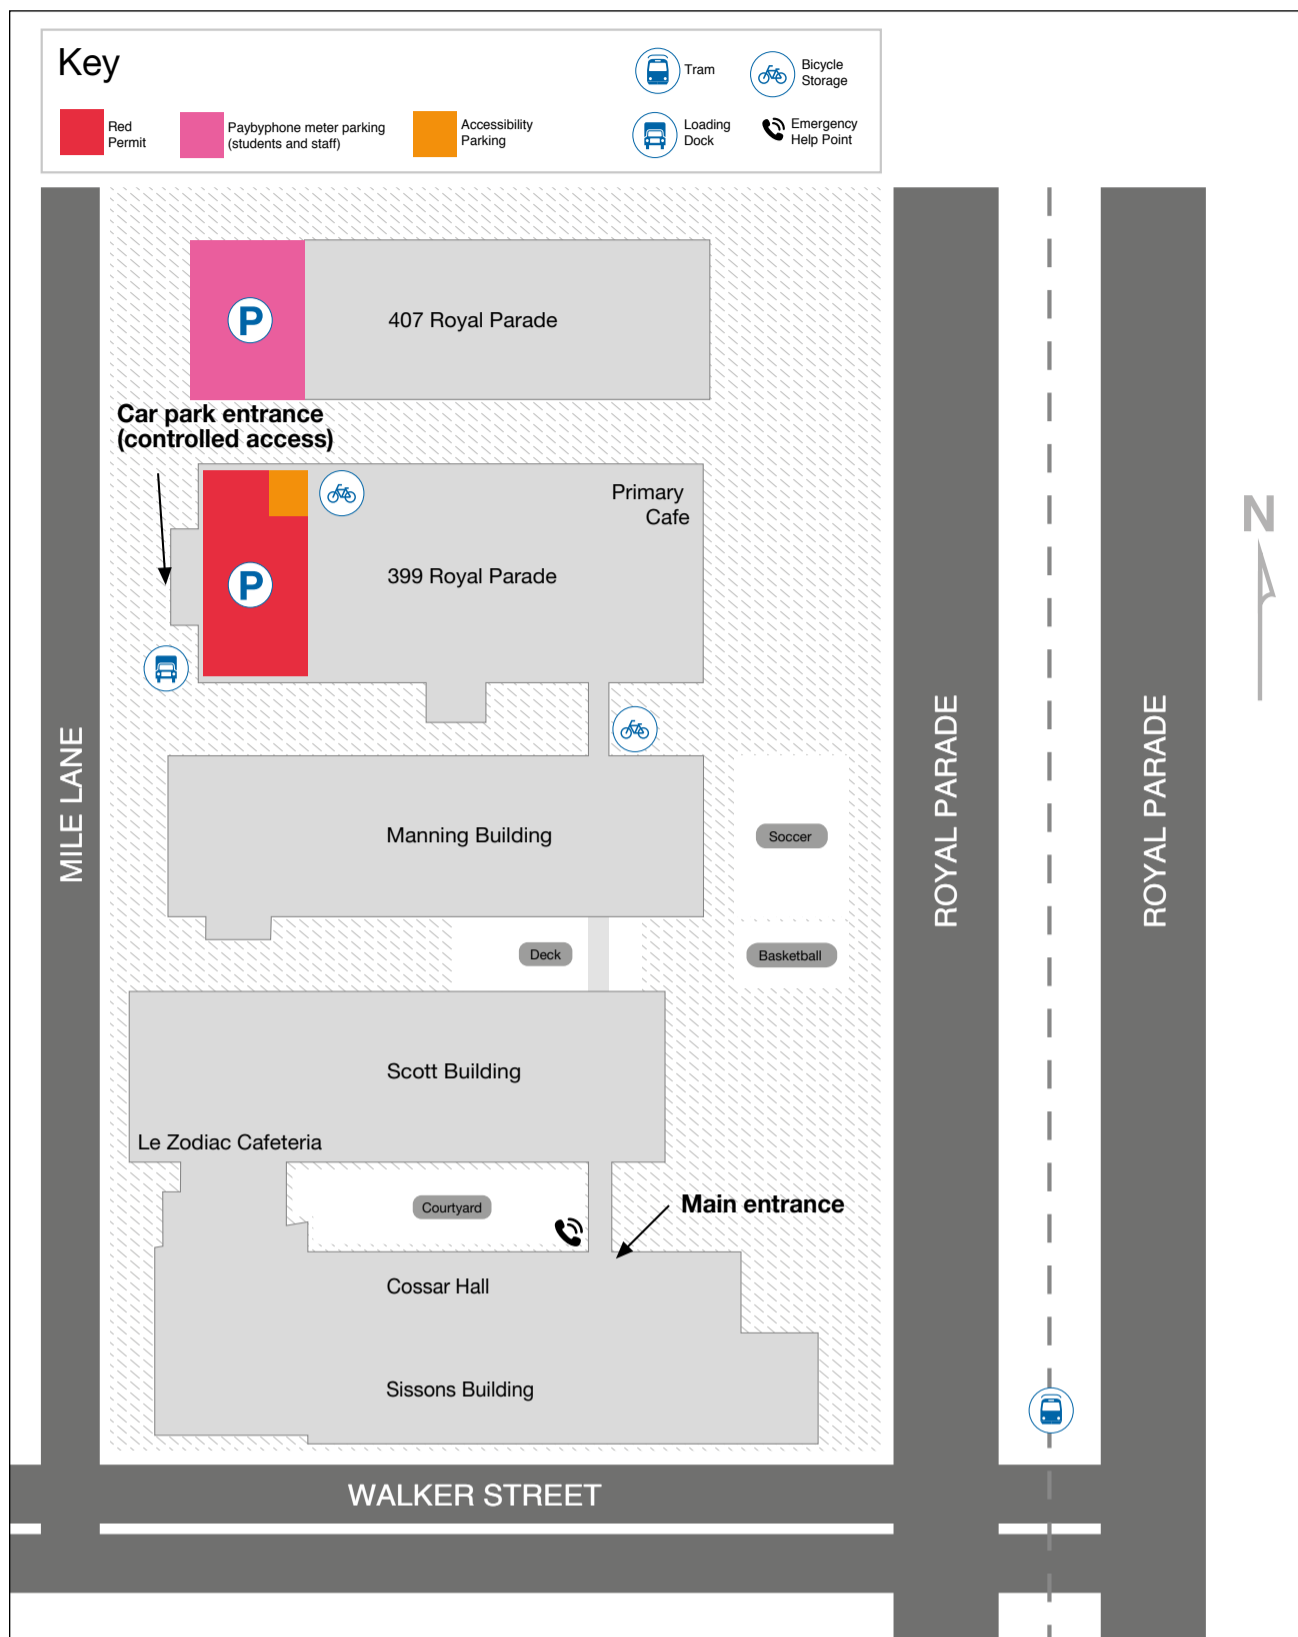 Key
Red
Permit
Paybyphone meter parking
(students and staff)
Accessibility
Parking
Tram
Bicycle
Storage
Loading
Dock
Emergency
Help Point
P
407 Royal Parade
Car park entrance
(controlled access)
Primary
Cafe
P
399 Royal Parade
N
MILE LANE
ROYAL PARADE
ROYAL PARADE
Manning Building
Soccer
Deck
Basketball
Scott Building
Le Zodiac Cafeteria
Courtyard
Main entrance
Cossar Hall
Sissons Building
WALKER STREET